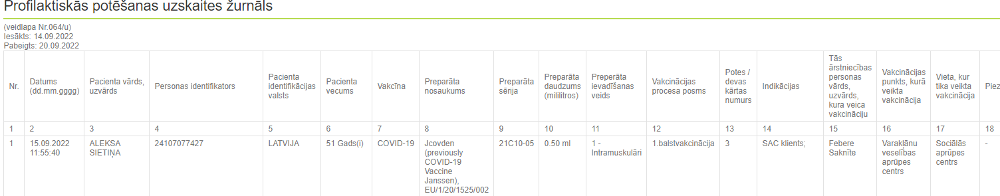 Profilaktiskās potēšanas uzskaites žurnāls
(veidlapa Nr.064/u)
Iesākts: 14.09.2022
Pabeigts: 20.09.2022
Nr.
Datums
(dd.mm.gggg)
Pacienta vārds,
uzvārds
Personas identifikators
Pacienta
identifikācijas
valsts
Pacienta
vecums
Vakcīna
Preparāta
nosaukums
Preparāta
sērija
Preparāta
daudzums
(mililitros)
Preperāta
ievadīšanas
veids
Vakcinācijas
procesa posms
Potes /
devas
kārtas
numurs
Indikācijas
Tās
ārstniecības
personas
vārds,
uzvārds,
kura veica
vakcināciju
Vakcinācijas
punkts, kurā
veikta
vakcinācija
Vieta, kur
tika veikta
vakcinācija
Piez
1 2 3 4 5 6 7 8 9 10 11 12 13 14 15 16 17 18
1
15.09.2022
11:55:40
ALEKSA
SIETIŅA
24107077427
LATVIJA
51 Gads(i)
COVID-19
Jcovden
(previously
COVID-19
Vaccine
Janssen),
EU/1/20/1525/002
21C10-05
0.50 ml
1 -
Intramuskulāri
1.balstvakcinācija
3
SAC klients;
Febere
Saknīte
Varakļānu
veselības
aprūpes
centrs
Sociālās
aprūpes
centrs
-